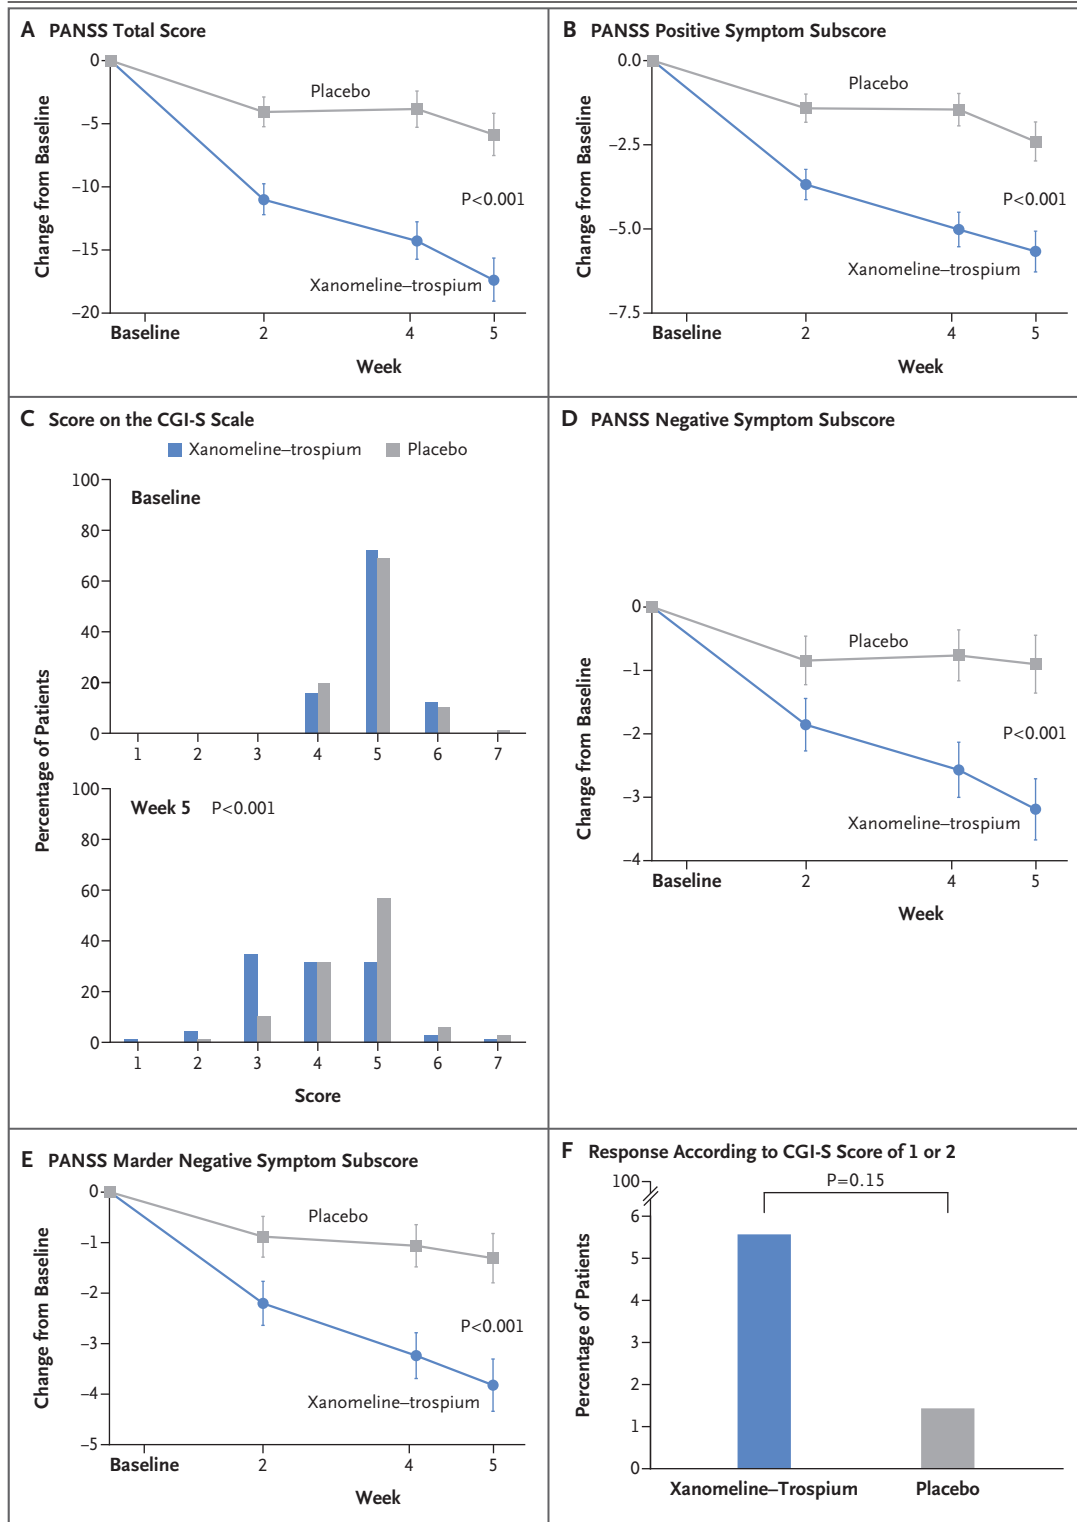 A PANSS Total Score
0
−5
−10
−15
−20
Change from Baseline
Placebo
P<0.001
Xanomeline–trospium
Baseline 2 4 5
Week
B PANSS Positive Symptom Subscore
0.0
−2.5
−5.0
−7.5
Change from Baseline
Placebo
P<0.001
Xanomeline–trospium
Baseline 2 4 5
Week
C Score on the CGI-S Scale
Xanomeline–trospium Placebo
Percentage of Patients
100
80
60
40
20
0
Baseline
1 2 3 4 5 6 7
100
80
60
40
20
0
Week 5 P<0.001
1 2 3 4 5 6 7
Score
D PANSS Negative Symptom Subscore
0
−1
−2
−3
−4
Change from Baseline
Placebo
P<0.001
Xanomeline–trospium
Baseline 2 4 5
Week
E PANSS Marder Negative Symptom Subscore
0
−1
−2
−3
−4
−5
Change from Baseline
Placebo
P<0.001
Xanomeline–trospium
Baseline 2 4 5
Week
F Response According to CGI-S Score of 1 or 2
100
6
5
4
3
2
1
0
Percentage of Patients
P=0.15
Xanomeline–Trospium Placebo